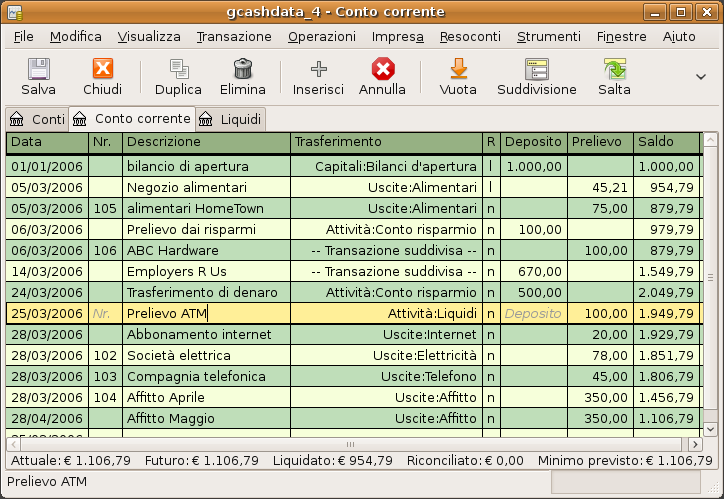 gcashdata_4 - Conto corrente
File Modifica Visualizza Transazione Operazioni Impresa Resoconti Strumenti Finestre Aiuto
Salva Chiudi Duplica Elimina Inserisci Annulla Vuota Suddivisione Salta
Conti Conto corrente Liquidi
Data Nr. Descrizione Trasferimento R Deposito Prelievo Saldo
01/01/2006 bilancio di apertura Capitali:Bilanci d'apertura l 1.000,00 1.000,00
05/03/2006 Negozio alimentari Uscite:Alimentari l 45,21 954,79
05/03/2006 105 alimentari HomeTown Uscite:Alimentari n 75,00 879,79
06/03/2006 Prelievo dai risparmi Attività:Conto risparmio n 100,00 979,79
06/03/2006 106 ABC Hardware -- Transazione suddivisa -- n 100,00 879,79
14/03/2006 Employers R Us -- Transazione suddivisa -- n 670,00 1.549,79
24/03/2006 Trasferimento di denaro Attività:Conto risparmio n 500,00 2.049,79
25/03/2006 Nr. Prelievo ATM Attività:Liquidi n Deposito 100,00 1.949,79
28/03/2006 Abbonamento internet Uscite:Internet n 20,00 1.929,79
28/03/2006 102 Società elettrica Uscite:Elettricità n 78,00 1.851,79
28/03/2006 103 Compagnia telefonica Uscite:Telefono n 45,00 1.806,79
28/03/2006 104 Affitto Aprile Uscite:Affitto n 350,00 1.456,79
28/04/2006 Affitto Maggio Uscite:Affitto n 350,00 1.106,79
Attuale: € 1.106,79 Futuro: € 1.106,79 Liquidato: € 954,79 Riconciliato: € 0,00 Minimo previsto: € 1.106,79
Prelievo ATM